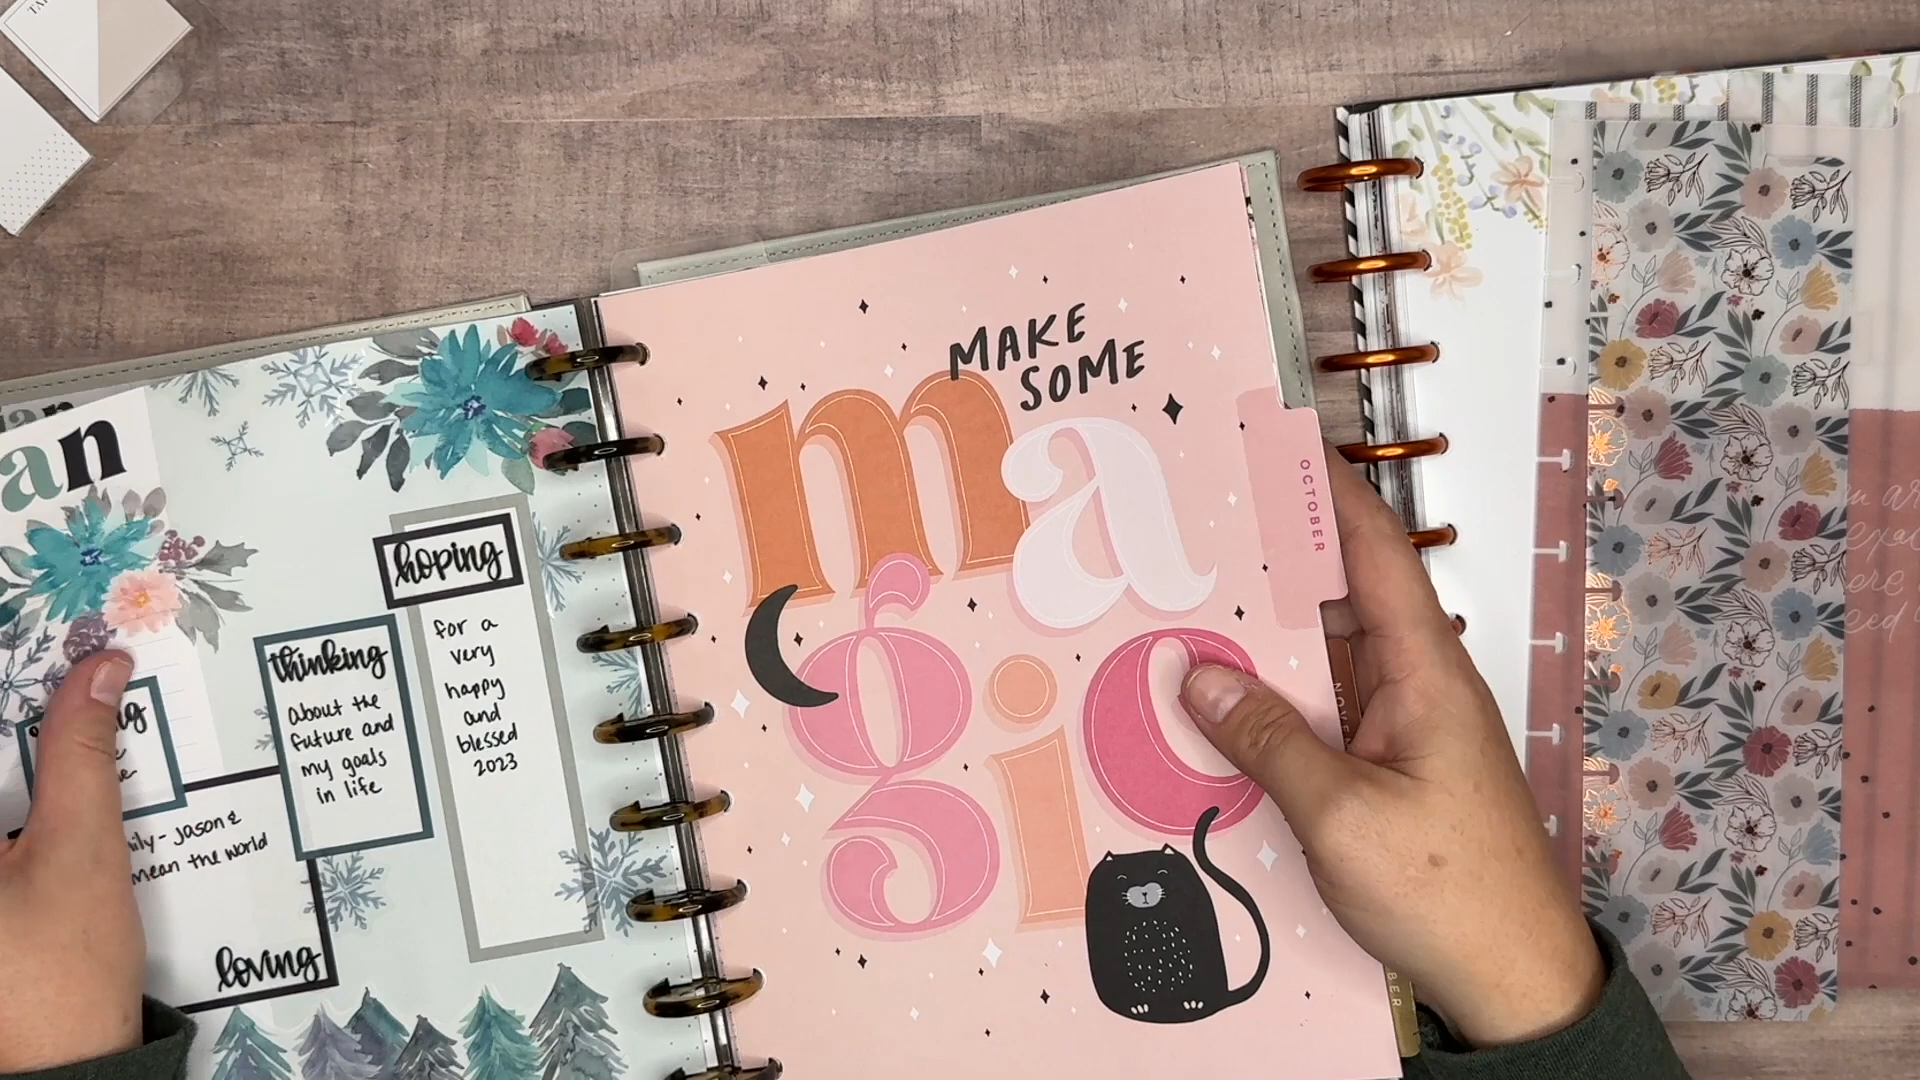 an
an
hoping
for a
very
happy
and
blessed
2023
thinking
about the
future and
my goals
in life
mily - Jason &
mean the world
loving
MAKE
SOME
magic
OCTOBER